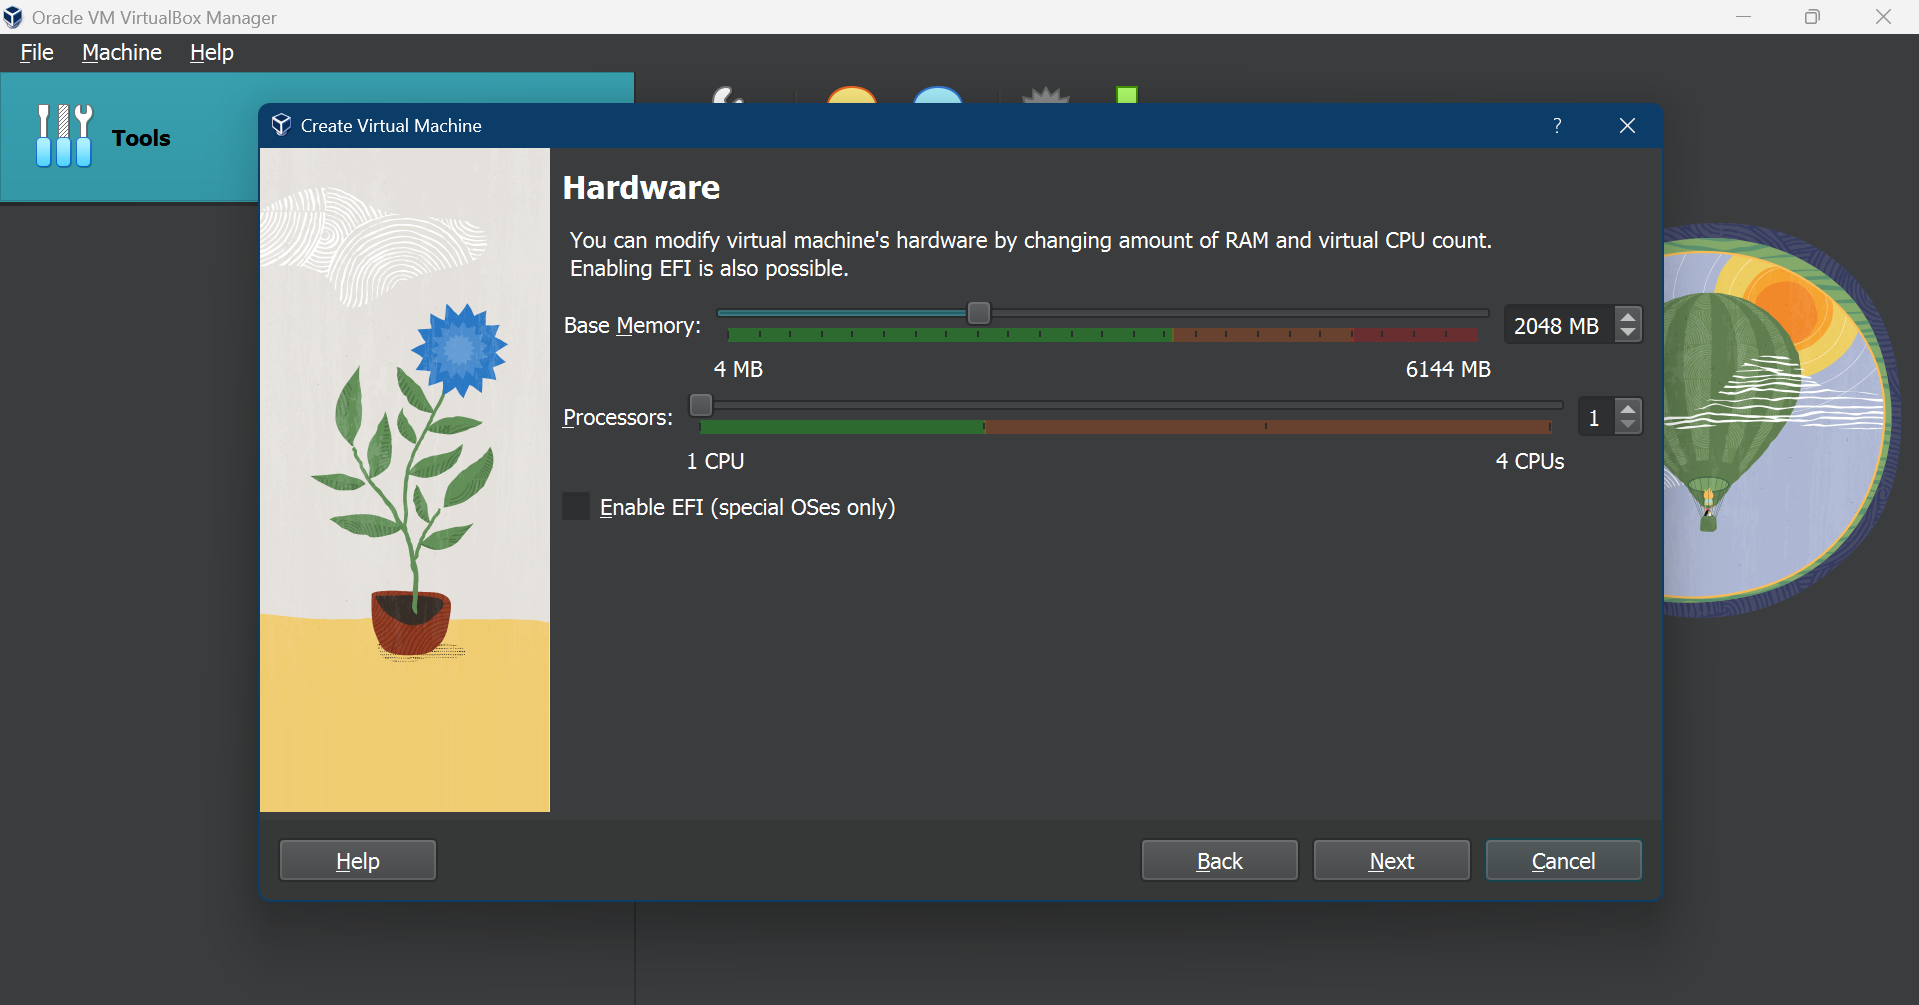 Oracle VM VirtualBox Manager
File Machine Help
Tools
Create Virtual Machine
?
Hardware
You can modify virtual machine's hardware by changing amount of RAM and virtual CPU count.
Enabling EFI is also possible.
Base Memory: 2048 MB
4 MB 6144 MB
Processors: 1
1 CPU 4 CPUs
Enable EFI (special OSes only)
Help Back Next Cancel